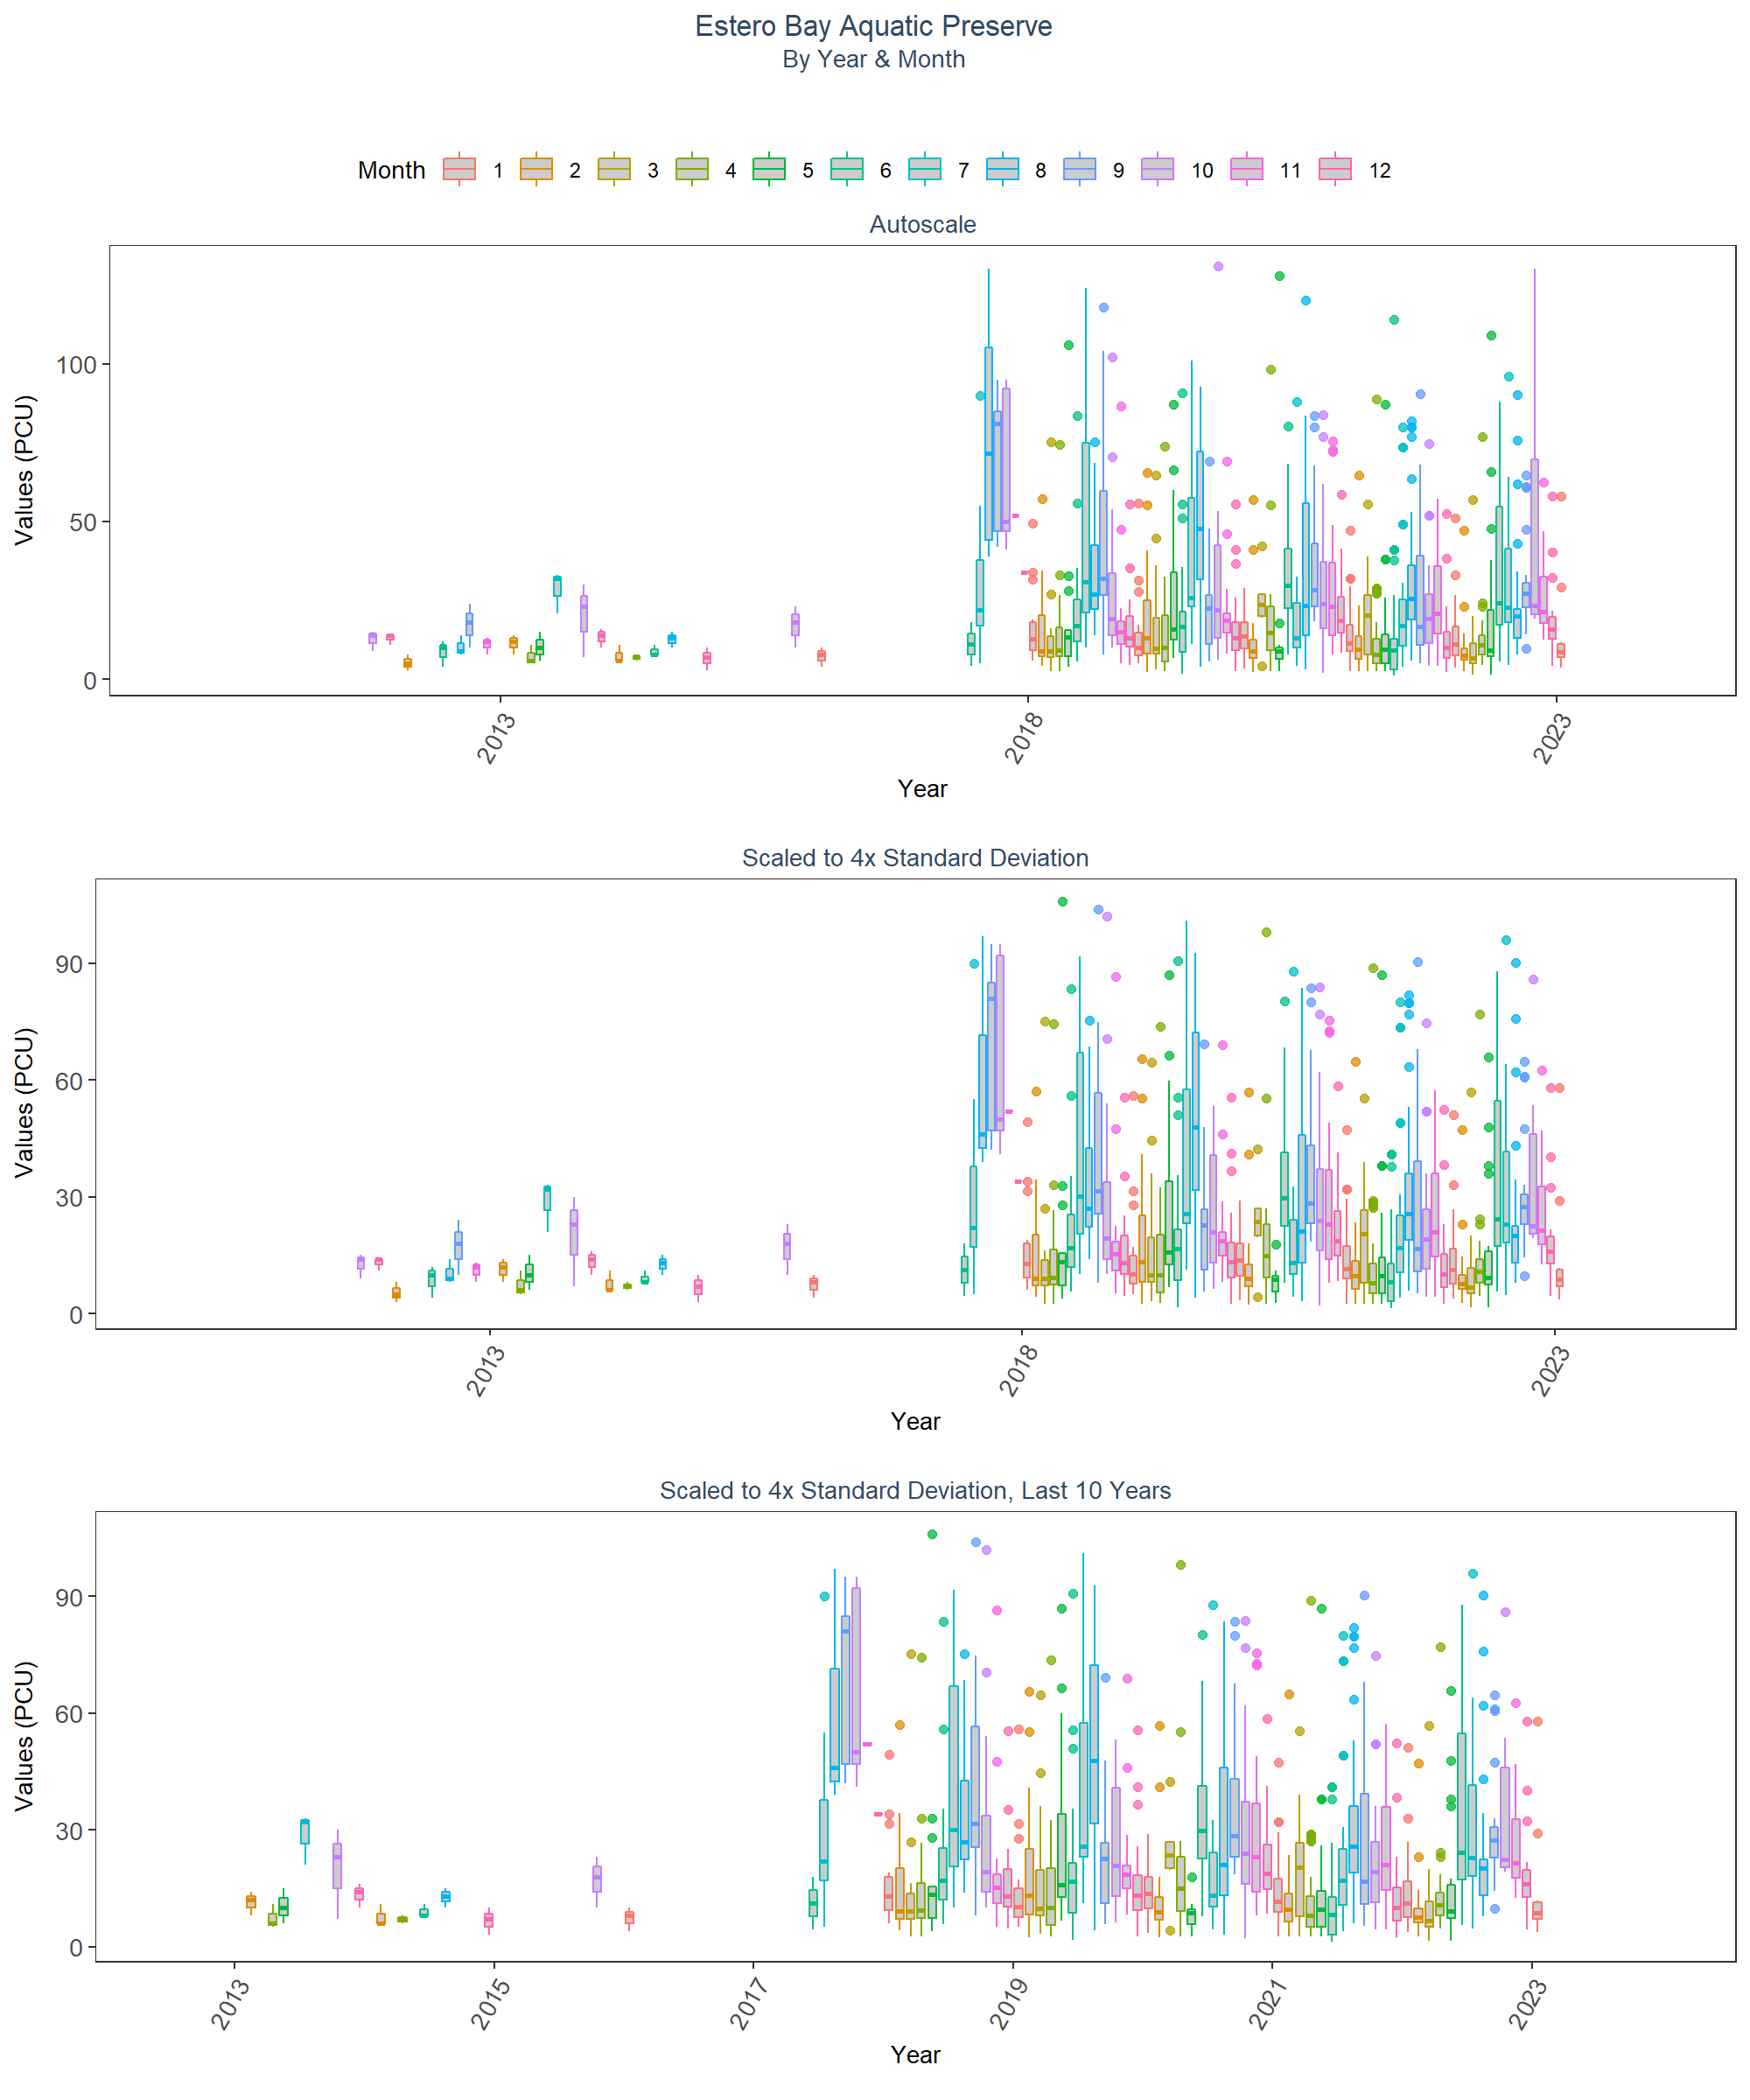 Estero Bay Aquatic Preserve
By Year & Month
Month 1 2 3 4 5 6 7 8 9 10 11 12
Autoscale
Values (PCU)
100
50
0
2013 2018 2023
Year
Scaled to 4x Standard Deviation
Values (PCU)
90
60
30
0
2013 2018 2023
Year
Scaled to 4x Standard Deviation, Last 10 Years
Values (PCU)
90
60
30
0
2013 2015 2017 2019 2021 2023
Year